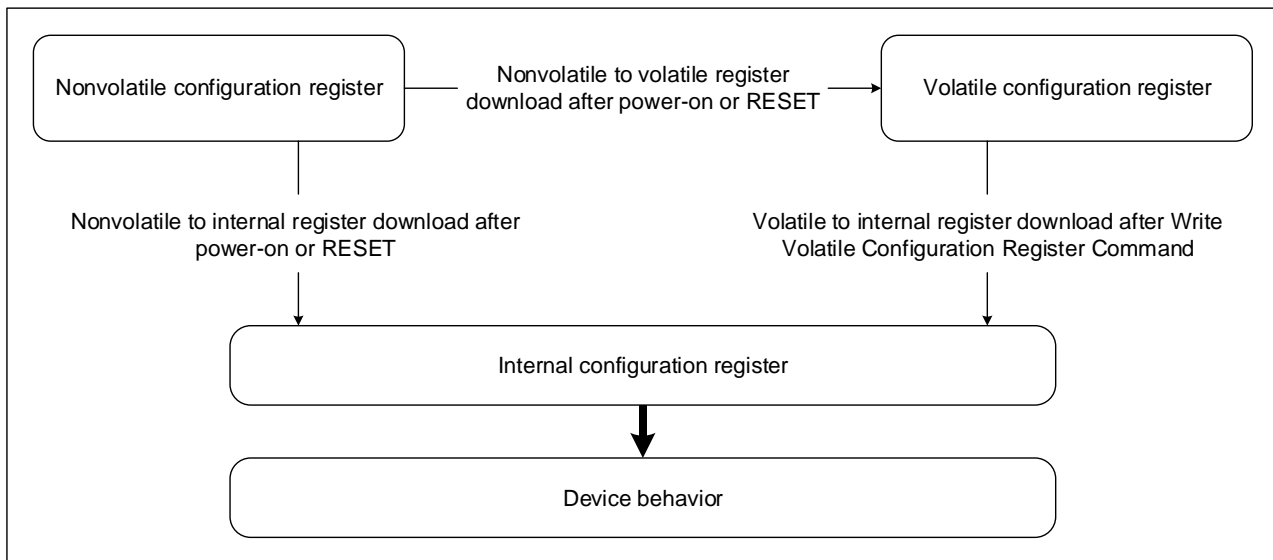 Nonvolatile configuration register
Nonvolatile to volatile register
download after power-on or RESET
Volatile configuration register
Nonvolatile to internal register download after
power-on or RESET
Volatile to internal register download after Write
Volatile Configuration Register Command
Internal configuration register
Device behavior